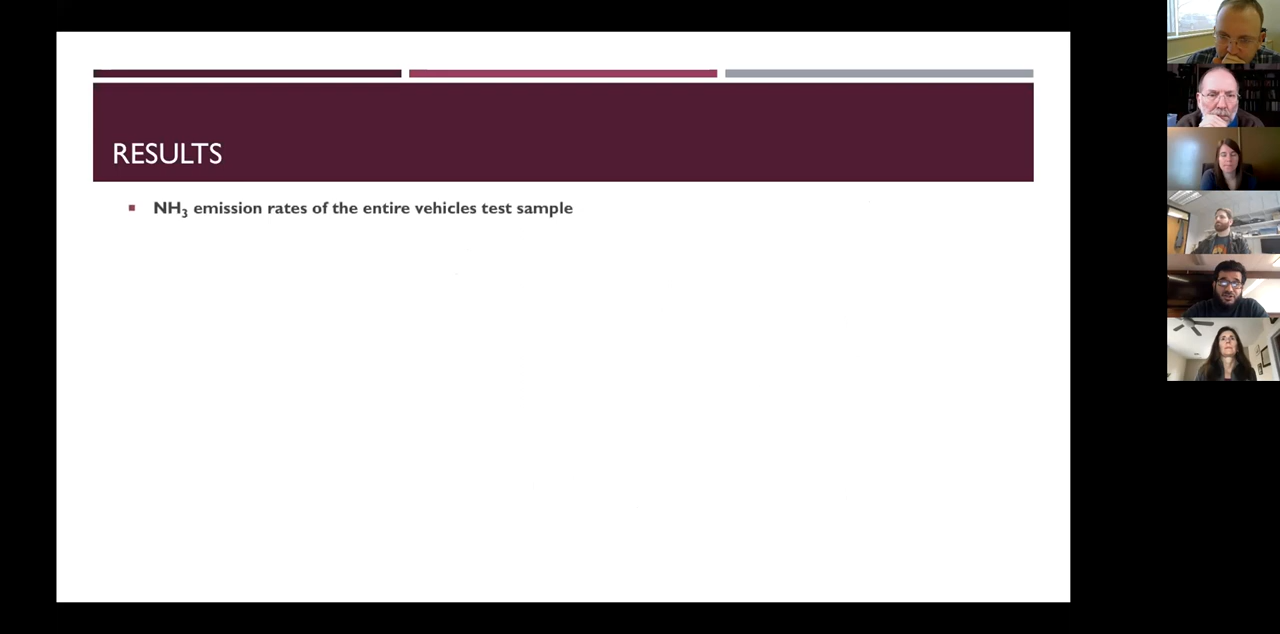 RESULTS
NH₃ emission rates of the entire vehicles test sample